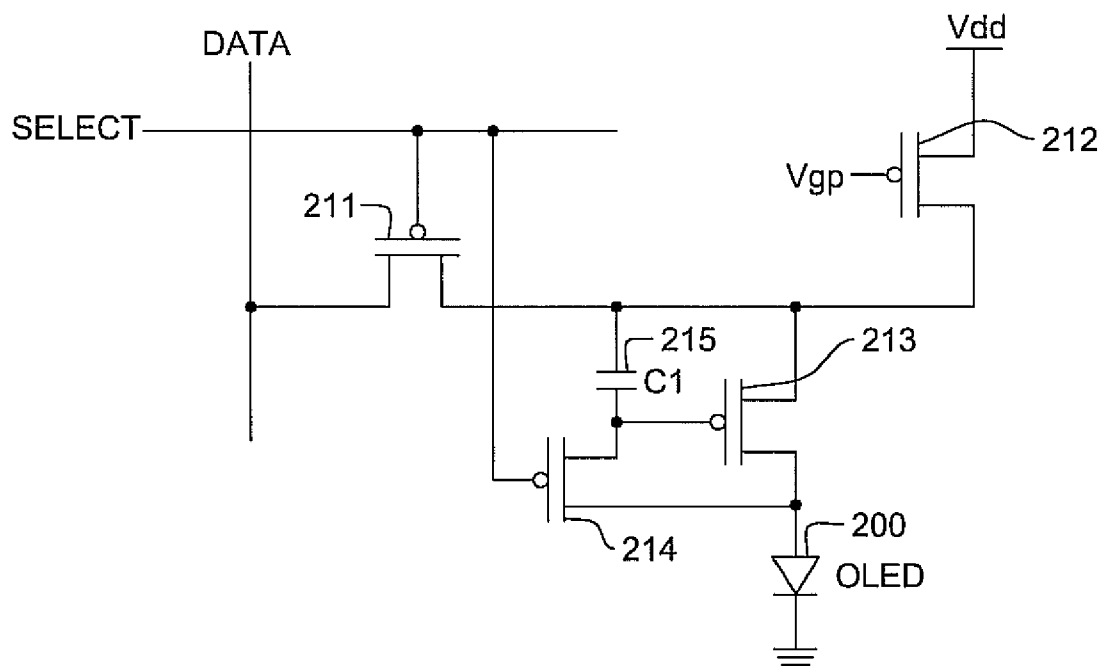 DATA
Vdd
SELECT
212
Vgp
211
215
213
C1
214
200
OLED